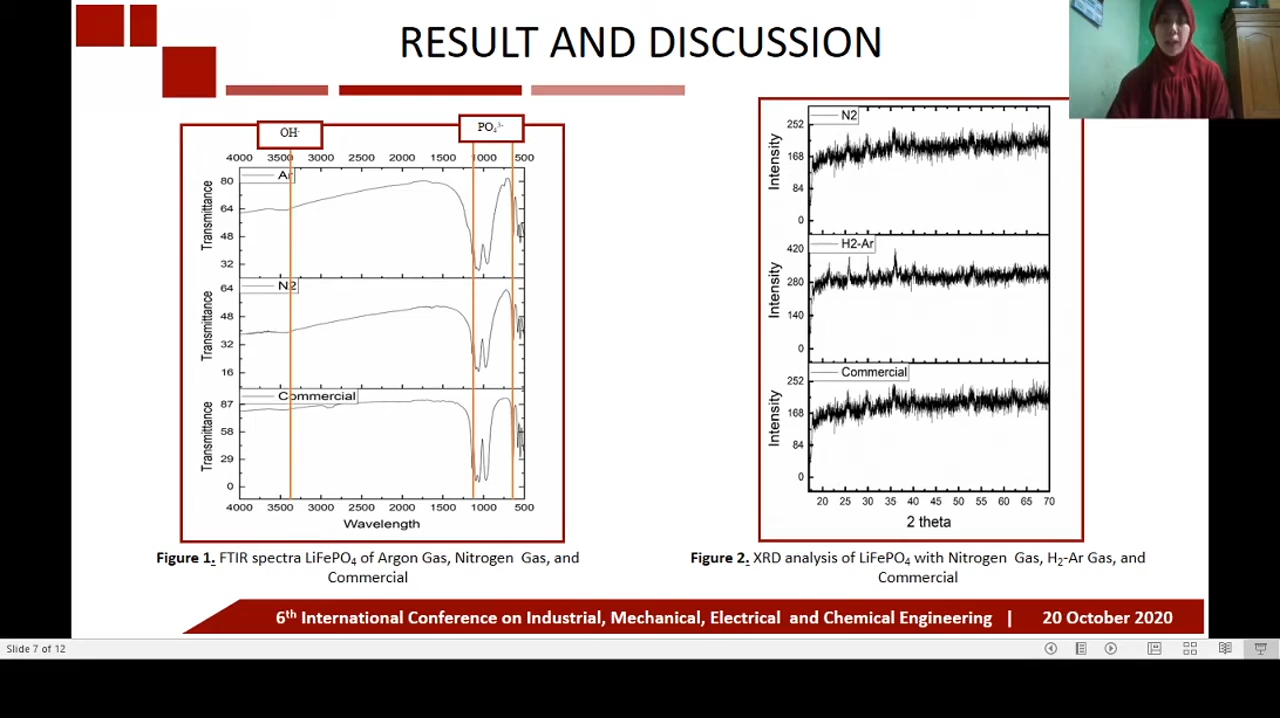 RESULT AND DISCUSSION
OH-
PO₄³⁻
4000 3500 3000 2500 2000 1500 1000 500
Ar
80
64
48
32
Transmittance
N2
64
48
32
16
Transmittance
Commercial
87
58
29
0
Transmittance
4000 3500 3000 2500 2000 1500 1000 500
Wavelength
N2
252
168
84
0
Intensity
H2-Ar
420
280
140
0
Intensity
Commercial
252
168
84
0
Intensity
20 25 30 35 40 45 50 55 60 65 70
2 theta
Figure 1. FTIR spectra LiFePO₄ of Argon Gas, Nitrogen Gas, and
Commercial
Figure 2. XRD analysis of LiFePO₄ with Nitrogen Gas, H₂-Ar Gas, and
Commercial
6th International Conference on Industrial, Mechanical, Electrical and Chemical Engineering | 20 October 2020
Slide 7 of 12